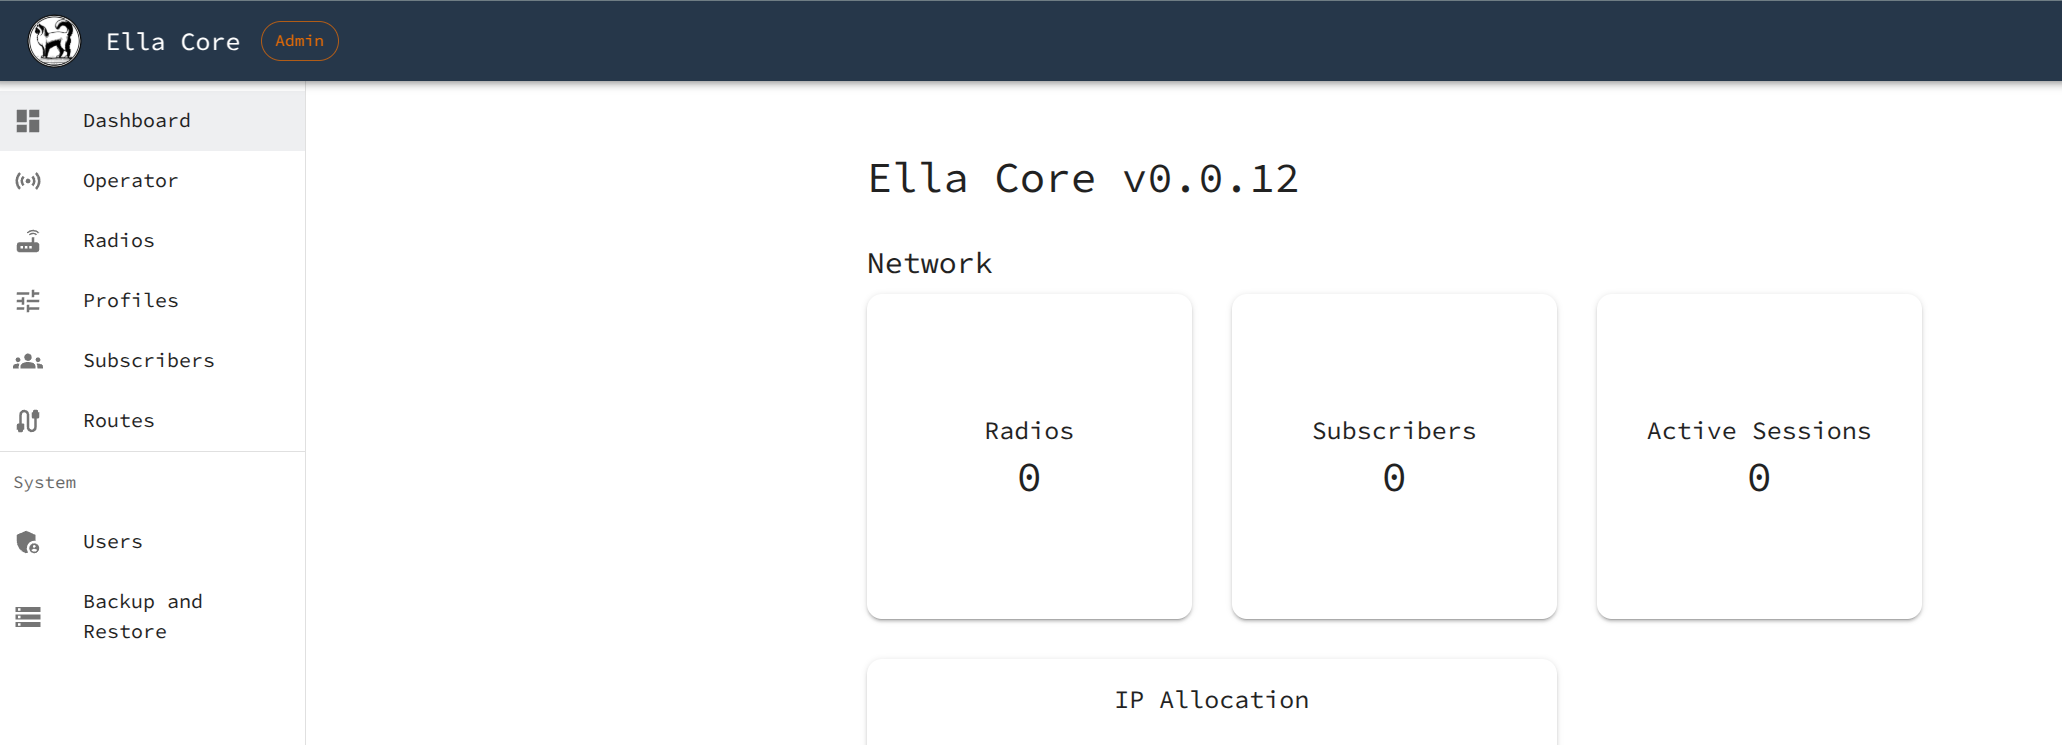 Ella Core
Admin
Dashboard
Operator
Radios
Profiles
Subscribers
Routes
System
Users
Backup and
Restore
Ella Core v0.0.12
Network
Radios
0
Subscribers
0
Active Sessions
0
IP Allocation